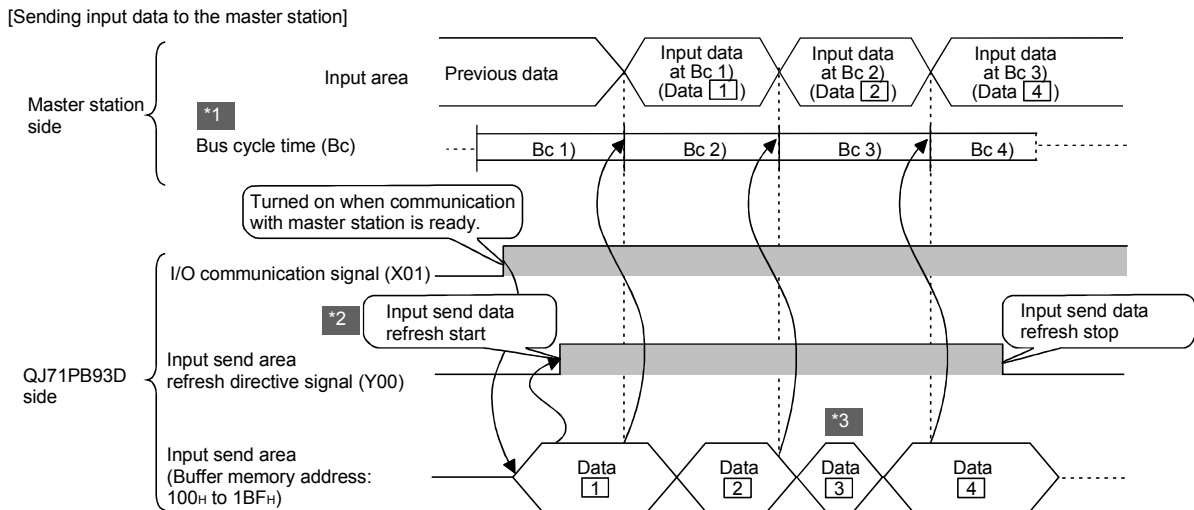 [Sending input data to the master station]
Master station
side
Input area
Previous data
Input data
at Bc 1)
(Data 1)
Input data
at Bc 2)
(Data 2)
Input data
at Bc 3)
(Data 4)
*1
Bus cycle time (Bc)
Bc 1)
Bc 2)
Bc 3)
Bc 4)
Turned on when communication
with master station is ready.
QJ71PB93D
side
I/O communication signal (X01)
*2
Input send data
refresh start
Input send data
refresh stop
Input send area
refresh directive signal (Y00)
*3
Input send area
(Buffer memory address:
100H to 1BFH)
Data
1
Data
2
Data
3
Data
4